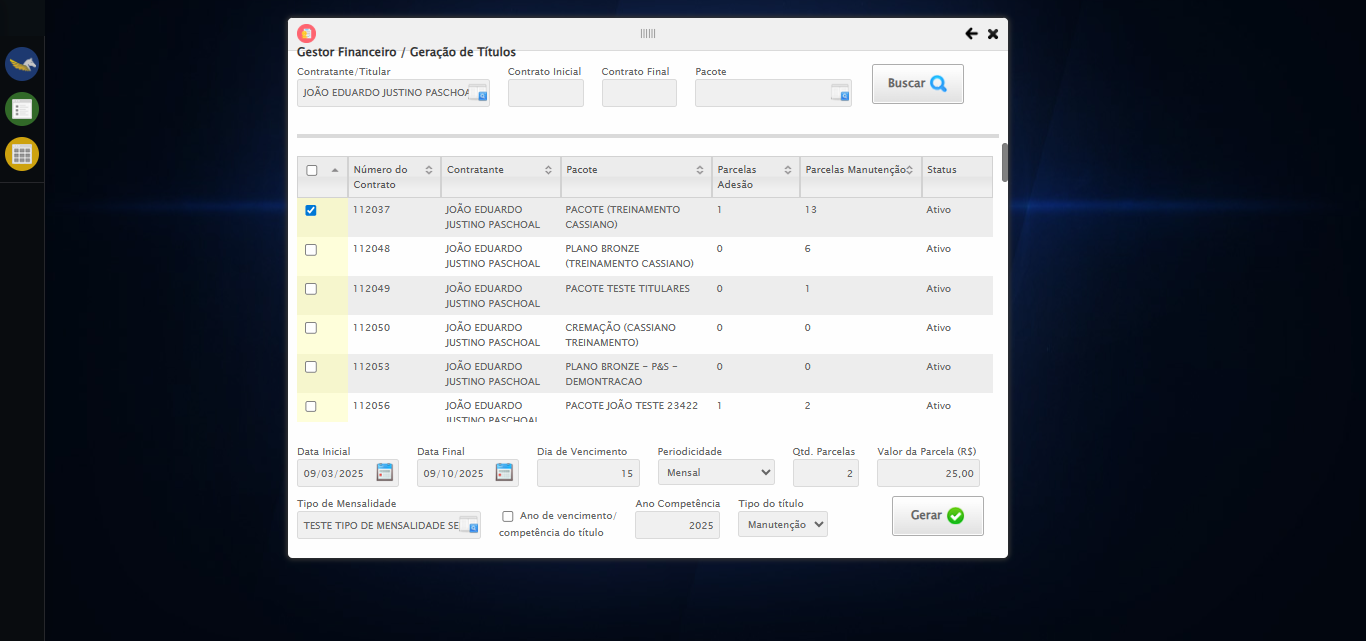 Gestor Financeiro / Geração de Títulos
Contratante/Titular Contrato Inicial Contrato Final Pacote
JOÃO EDUARDO JUSTINO PASCHOA Buscar
Número do Contrato Contratante Pacote Parcelas Adesão Parcelas Manutenção Status
112037 JOÃO EDUARDO JUSTINO PASCHOAL PACOTE (TREINAMENTO CASSIANO) 1 13 Ativo
112048 JOÃO EDUARDO JUSTINO PASCHOAL PLANO BRONZE (TREINAMENTO CASSIANO) 0 6 Ativo
112049 JOÃO EDUARDO JUSTINO PASCHOAL PACOTE TESTE TITULARES 0 1 Ativo
112050 JOÃO EDUARDO JUSTINO PASCHOAL CREMAÇÃO (CASSIANO TREINAMENTO) 0 0 Ativo
112053 JOÃO EDUARDO JUSTINO PASCHOAL PLANO BRONZE - P&S - DEMONTRACAO 0 0 Ativo
112056 JOÃO EDUARDO JUSTINO PASCHOAL PACOTE JOÃO TESTE 23422 1 2 Ativo
Data Inicial Data Final Dia de Vencimento Periodicidade Qtd. Parcelas Valor da Parcela (R$)
09/03/2025 09/10/2025 15 Mensal 2 25,00
Tipo de Mensalidade Ano de vencimento/ competência do título Ano Competência Tipo do título
TESTE TIPO DE MENSALIDADE SE 2025 Manutenção Gerar